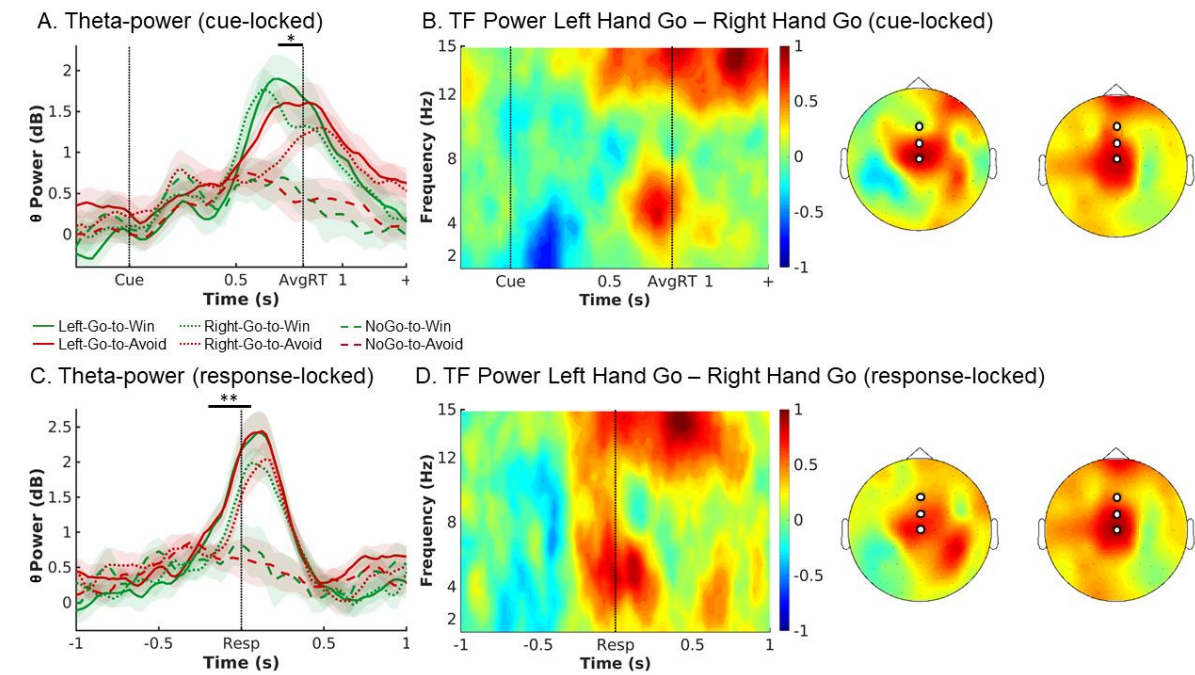 A. Theta-power (cue-locked)
*
2
1.5
1
0.5
0
θ Power (dB)
Cue
0.5
AvgRT
1
+
Time (s)
B. TF Power Left Hand Go – Right Hand Go (cue-locked)
15
12
8
4
2
Frequency (Hz)
Cue
0.5
AvgRT
1
+
Time (s)
1
0.5
0
-0.5
-1
Left-Go-to-Win
Right-Go-to-Win
NoGo-to-Win
Left-Go-to-Avoid
Right-Go-to-Avoid
NoGo-to-Avoid
C. Theta-power (response-locked)
**
2.5
2
1.5
1
0.5
0
θ Power (dB)
-1
-0.5
Resp
0.5
1
Time (s)
D. TF Power Left Hand Go – Right Hand Go (response-locked)
15
12
8
4
2
Frequency (Hz)
-1
-0.5
Resp
0.5
1
Time (s)
1
0.5
0
-0.5
-1